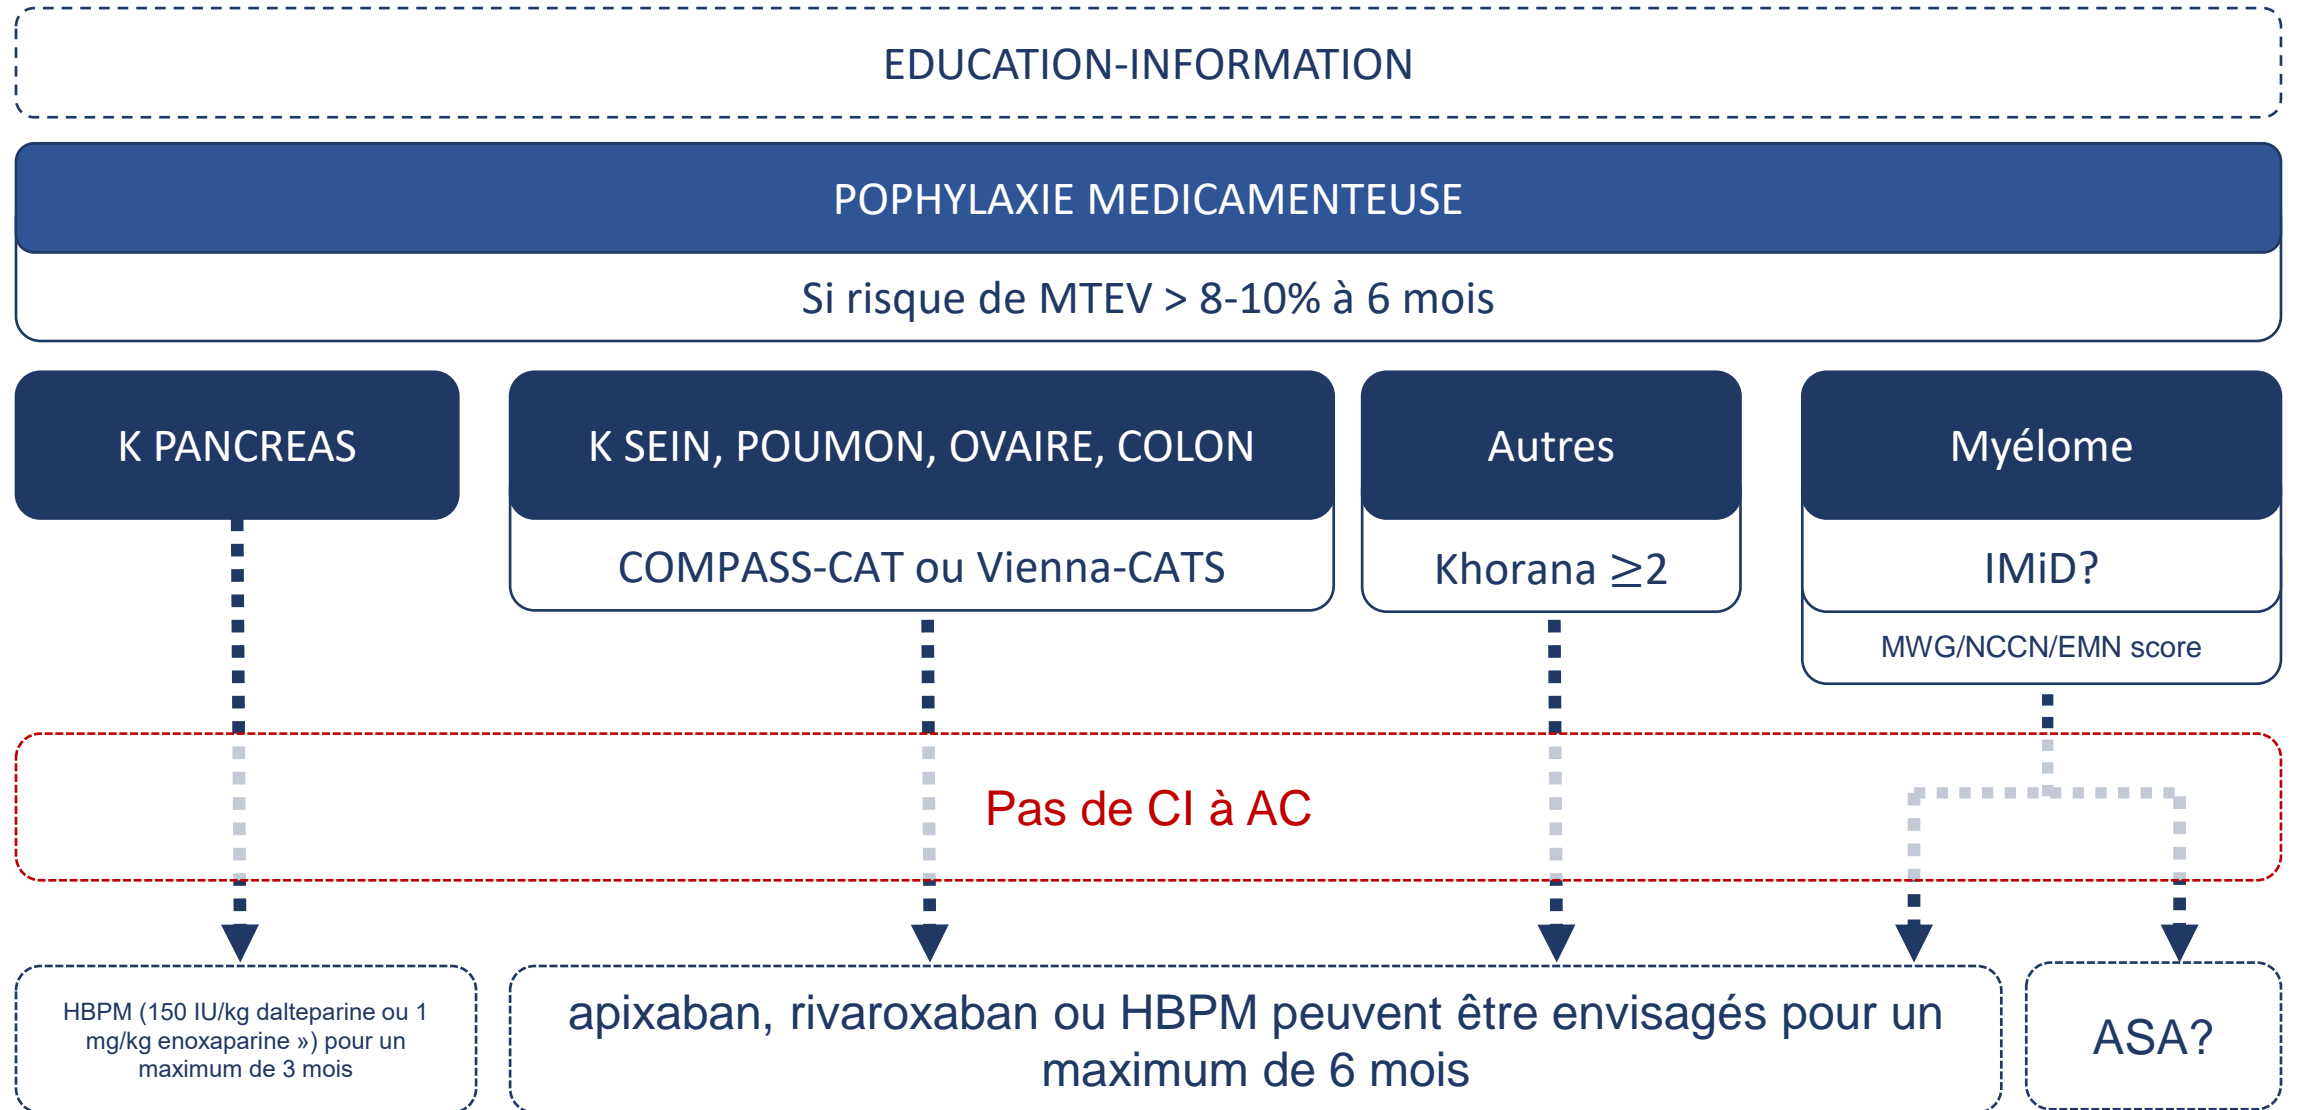 EDUCATION-INFORMATION
POPHYLAXIE MEDICAMENTEUSE
Si risque de MTEV > 8-10% à 6 mois
K PANCREAS
K SEIN, POUMON, OVAIRE, COLON
COMPASS-CAT ou Vienna-CATS
Autres
Khorana ≥2
Myélome
IMiD?
MWG/NCCN/EMN score
Pas de CI à AC
HBPM (150 IU/kg dalteparine ou 1
mg/kg enoxaparine ») pour un
maximum de 3 mois
apixaban, rivaroxaban ou HBPM peuvent être envisagés pour un
maximum de 6 mois
ASA?